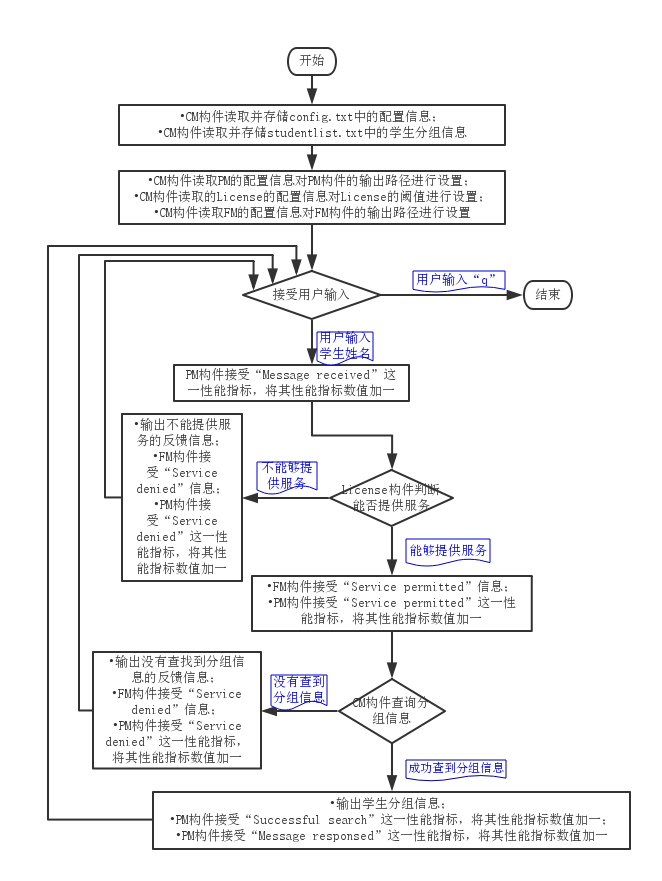 开始
•CM构件读取并存储config.txt中的配置信息;
•CM构件读取并存储studentlist.txt中的学生分组信息
•CM构件读取PM的配置信息对PM构件的输出路径进行设置;
•CM构件读取的License的配置信息对License的阈值进行设置;
•CM构件读取FM的配置信息对FM构件的输出路径进行设置
接受用户输入
用户输入“q”
结束
用户输入
学生姓名
PM构件接受“Message received”这
一性能指标, 将其性能指标数值加一
•输出不能提供服
务的反馈信息;
•FM构件接
受“Service
denied”信息;
•PM构件接
受“Service
denied”这一性
能指标, 将其性
能指标数值加一
不能够提
供服务
License构件判断
能否提供服务
能够提供服务
•FM构件接受“Service permitted”信息;
•PM构件接受“Service permitted”这一性
能指标, 将其性能指标数值加一
•输出没有查找到分组信
息的反馈信息;
•FM构件接受“Service
denied”信息;
•PM构件接受“Service
denied”这一性能指标,
将其性能指标数值加一
没有查到
分组信息
CM构件查询分
组信息
成功查到分组信息
•输出学生分组信息;
•PM构件接受“Successful search”这一性能指标, 将其性能指标数值加一;
•PM构件接受“Message responsed”这一性能指标, 将其性能指标数值加一